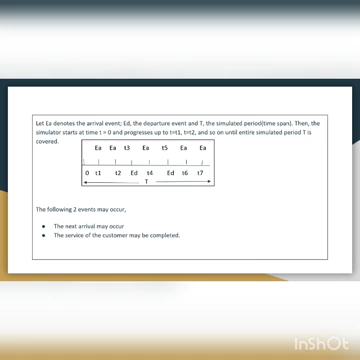 Let Ea denotes the arrival event; Ed, the departure event and T, the simulated period(time span). Then, the
simulator starts at time t = 0 and progresses up to t=t1, t=t2, and so on until entire simulated period T is
covered.
Ea Ea t3 Ea t5 Ea Ea
0 t1 t2 Ed t4 Ed t6 t7
T
The following 2 events may occur,
• The next arrival may occur
• The service of the customer may be completed.
InShOt